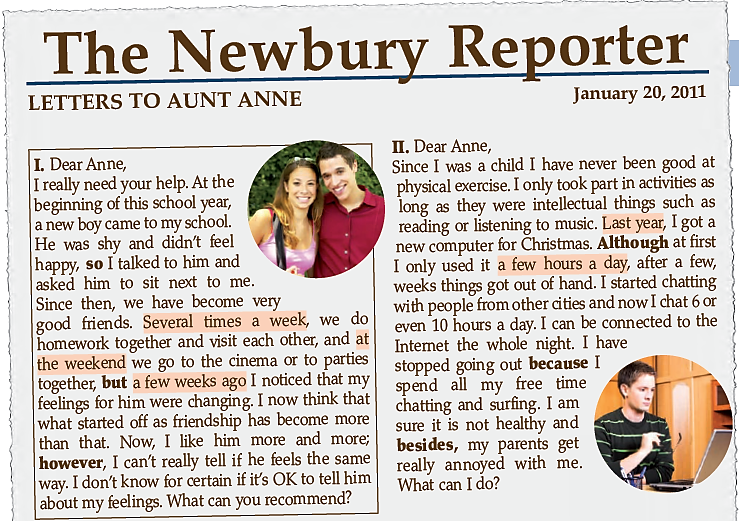 The Newbury Reporter
LETTERS TO AUNT ANNE
January 20, 2011
I. Dear Anne,
I really need your help. At the
beginning of this school year,
a new boy came to my school.
He was shy and didn't feel
happy, so I talked to him and
asked him to sit next to me.
Since then, we have become very
good friends. Several times a week, we do
homework together and visit each other, and at
the weekend we go to the cinema or to parties
together, but a few weeks ago I noticed that my
feelings for him were changing. I now think that
what started off as friendship has become more
than that. Now, I like him more and more;
however, I can't really tell if he feels the same
way. I don't know for certain if it's OK to tell him
about my feelings. What can you recommend?
II. Dear Anne,
Since I was a child I have never been good at
physical exercise. I only took part in activities as
long as they were intellectual things such as
reading or listening to music. Last year, I got a
new computer for Christmas. Although at first
I only used it a few hours a day, after a few,
weeks things got out of hand. I started chatting
with people from other cities and now I chat 6 or
even 10 hours a day. I can be connected to the
Internet the whole night. I have
stopped going out because I
spend all my free time
chatting and surfing. I am
sure it is not healthy and
besides, my parents get
really annoyed with me.
What can I do?